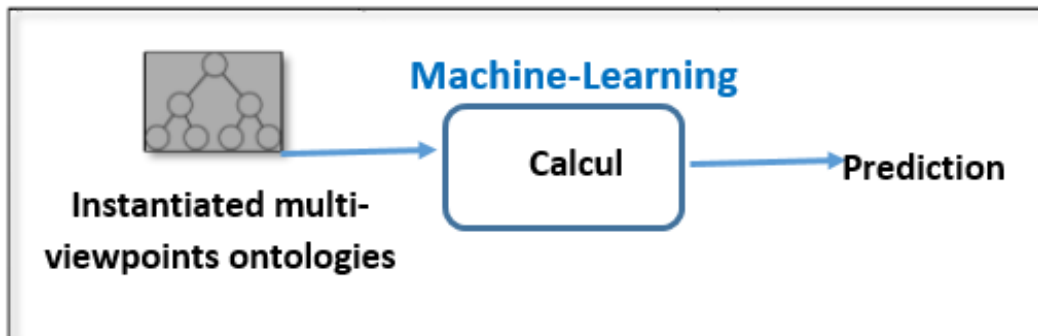 Machine-Learning
Calcul
Prediction
Instantiated multi-
viewpoints ontologies